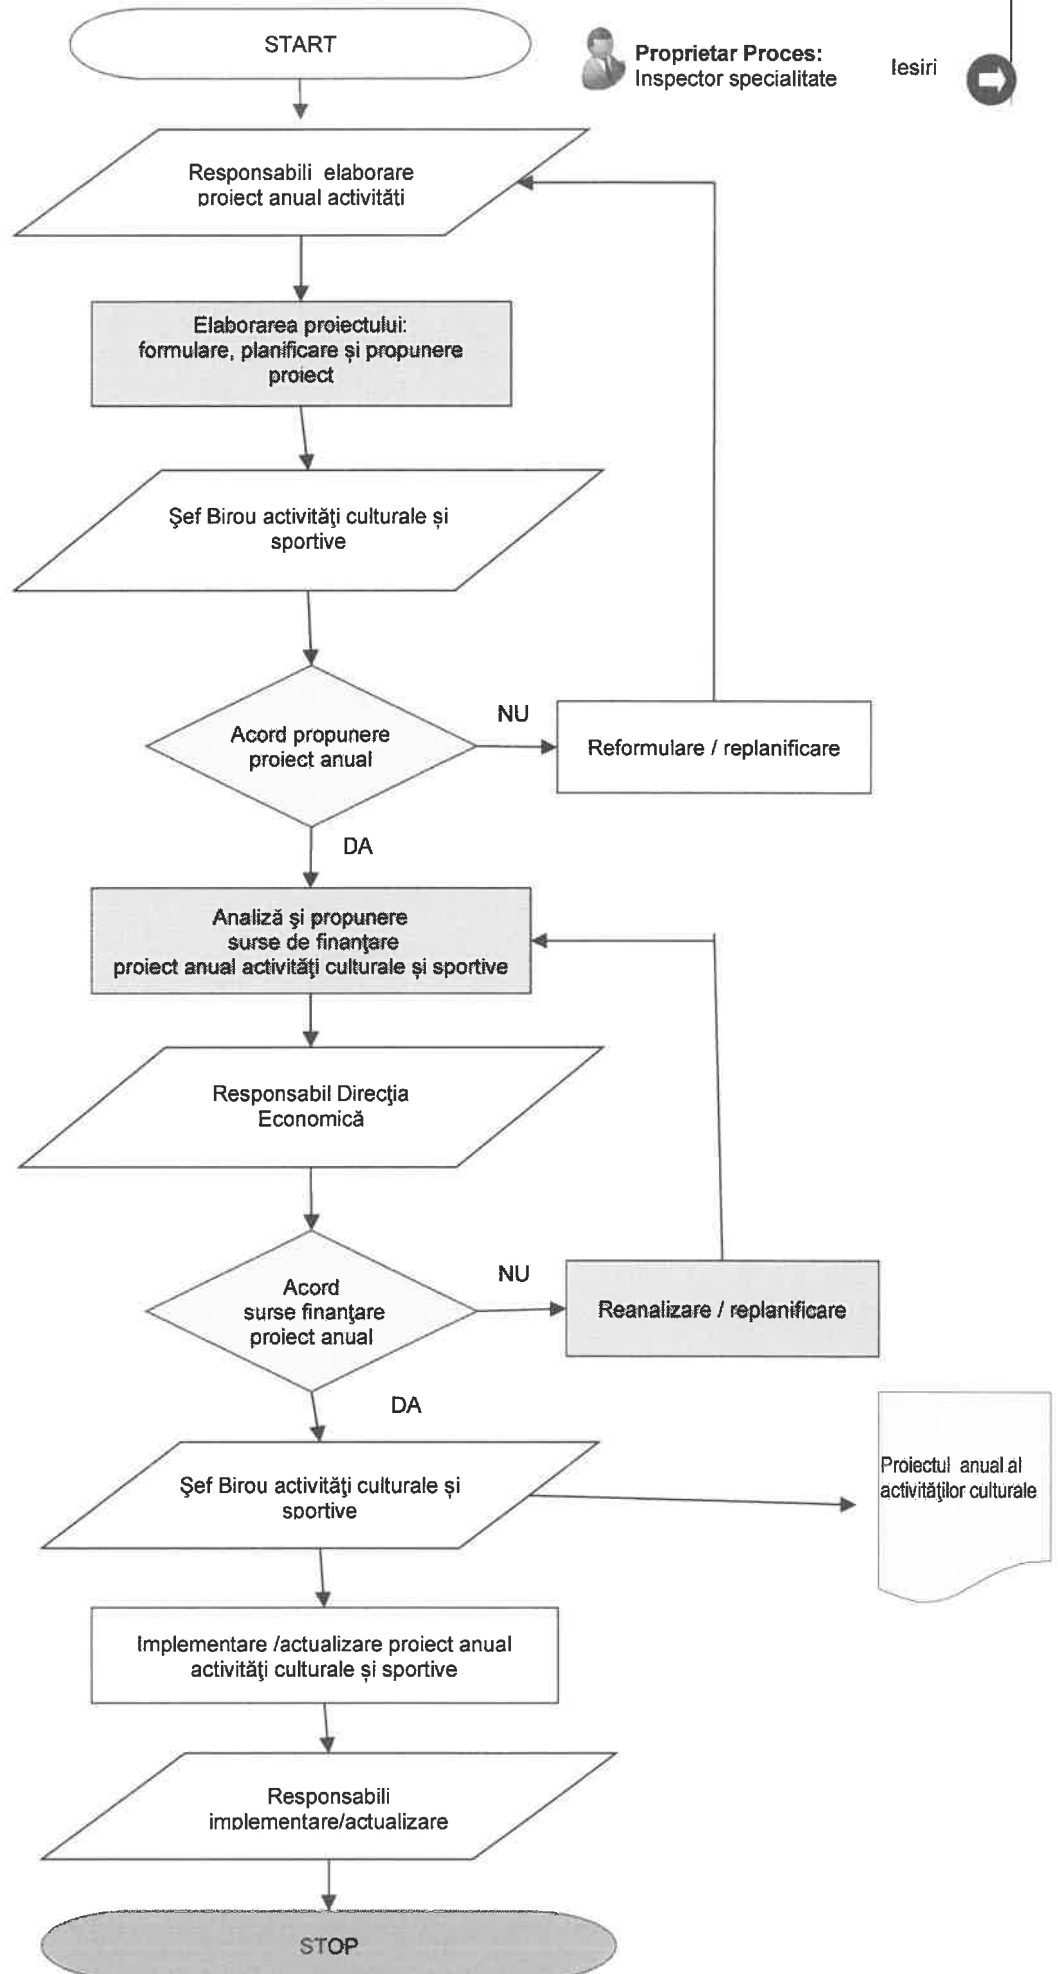 START
Proprietar Proces:
Inspector specialitate
Iesiri
Responsabili elaborare
proiect anual activităti
Elaborarea proiectului:
formulare, planificare și propunere
proiect
Şef Birou activităţi culturale și
sportive
Acord propunere
proiect anual
NU
Reformulare / replanificare
DA
Analiză şi propunere
surse de finanţare
proiect anual activităţi culturale și sportive
Responsabil Direcţia
Economică
Acord
surse finanţare
proiect anual
NU
Reanalizare / replanificare
DA
Şef Birou activităţi culturale și
sportive
Proiectul anual al
activităţilor culturale
Implementare /actualizare proiect anual
activităţi culturale și sportive
Responsabili
implementare/actualizare
STOP